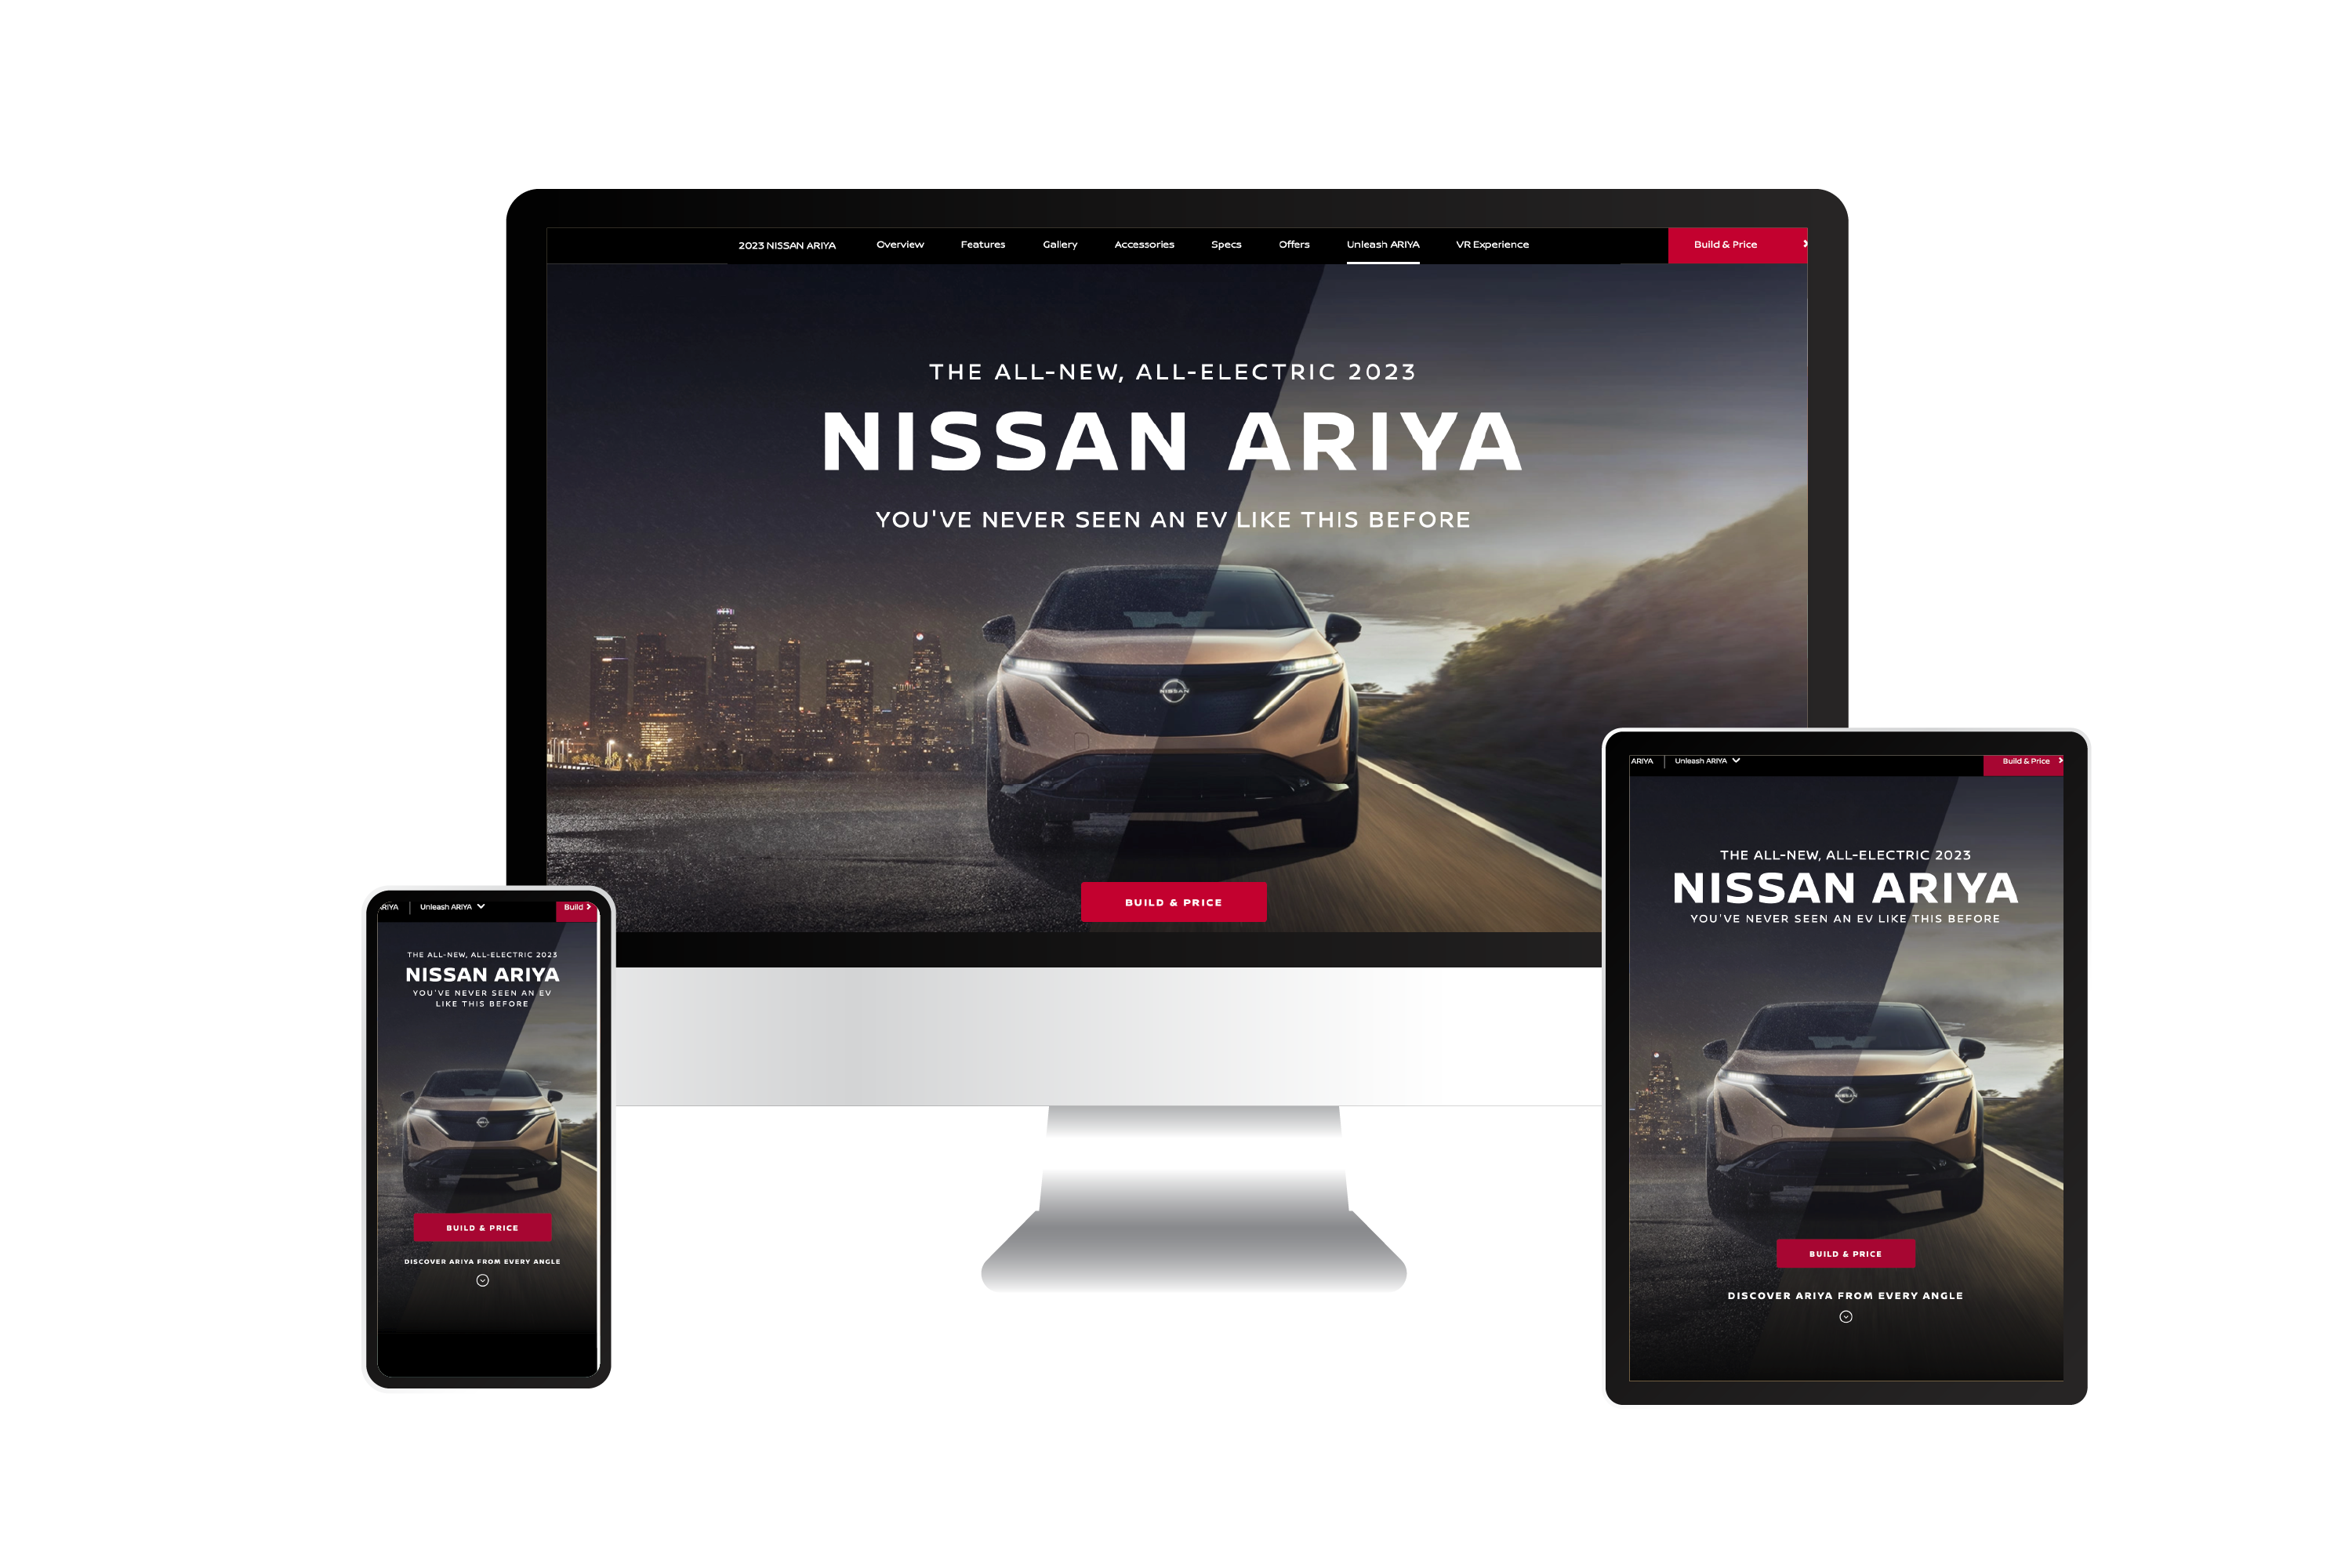 2023 NISSAN ARIYA Overview Features Gallery Accessories Specs Offers Unleash ARIYA VR Experience Build & Price
THE ALL-NEW, ALL-ELECTRIC 2023
NISSAN ARIYA
YOU'VE NEVER SEEN AN EV LIKE THIS BEFORE
NISSAN
BUILD & PRICE
ARIYA Unleash ARIYA Build
THE ALL-NEW, ALL-ELECTRIC 2023
NISSAN ARIYA
YOU'VE NEVER SEEN AN EV
LIKE THIS BEFORE
NISSAN
BUILD & PRICE
DISCOVER ARIYA FROM EVERY ANGLE
ARIYA Unleash ARIYA Build & Price
THE ALL-NEW, ALL-ELECTRIC 2023
NISSAN ARIYA
YOU'VE NEVER SEEN AN EV LIKE THIS BEFORE
NISSAN
BUILD & PRICE
DISCOVER ARIYA FROM EVERY ANGLE